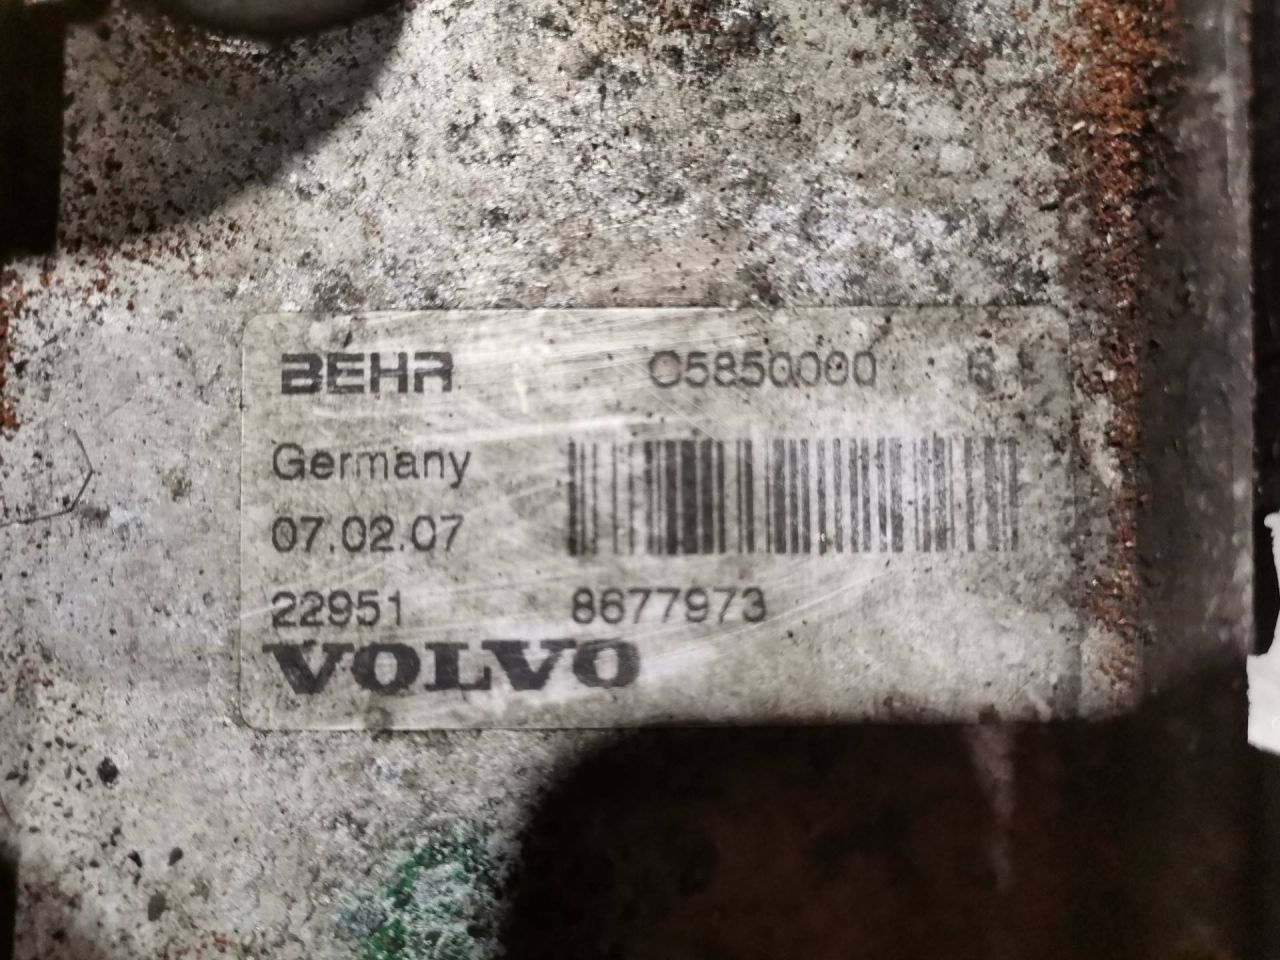 BEHR C5850000
Germany
07.02.07
22951 8677973
VOLVO